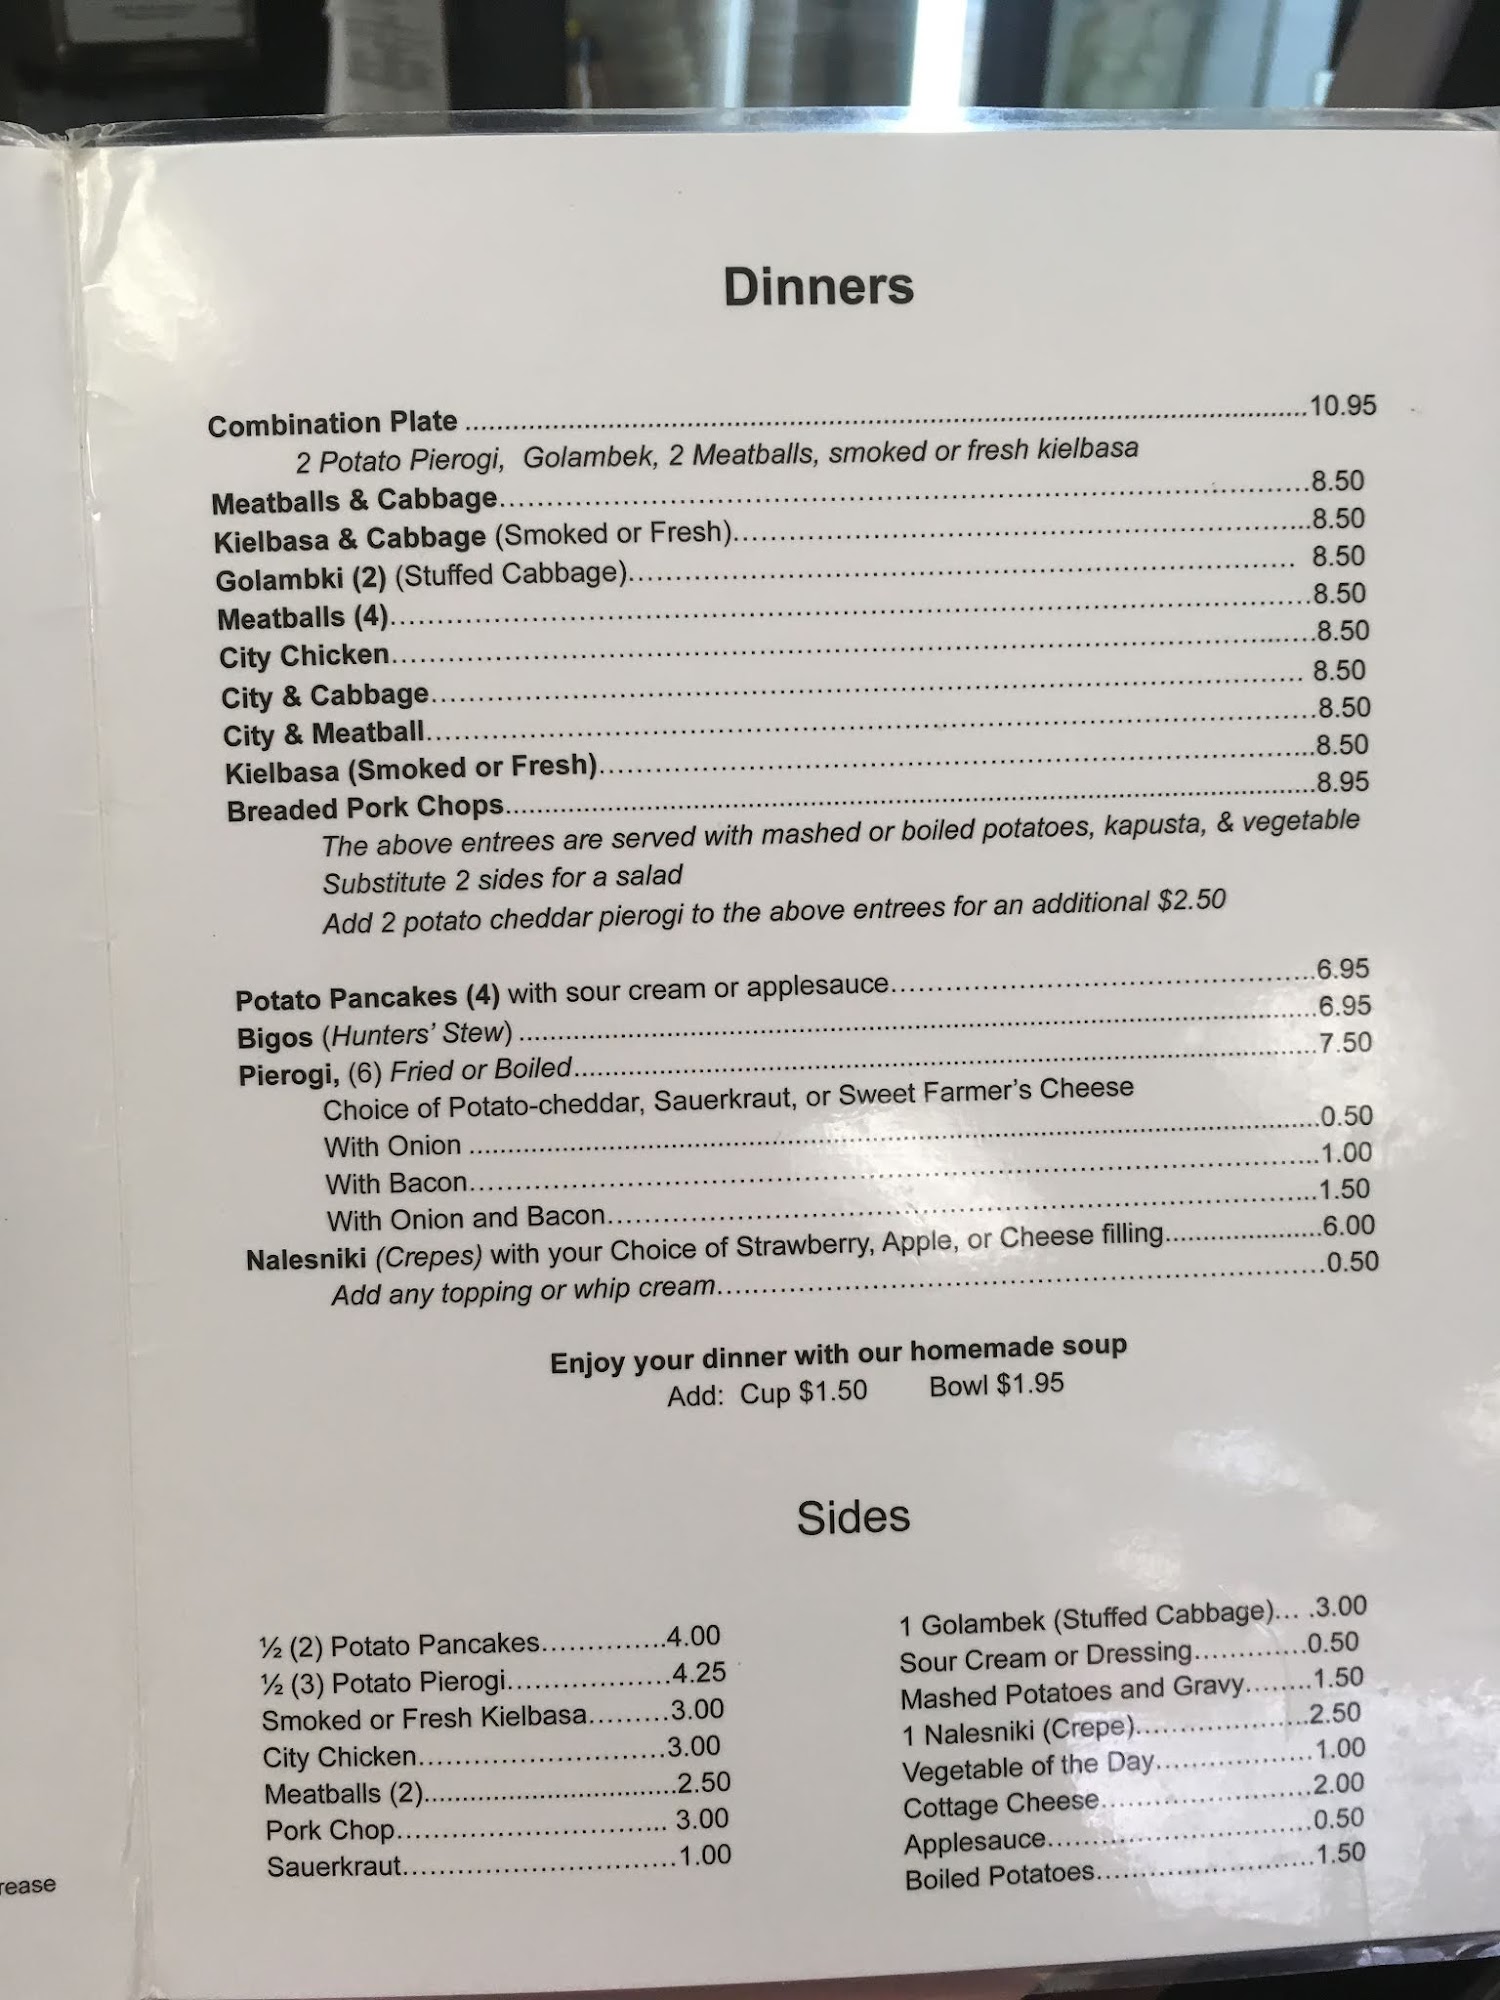 Dinners
Combination Plate ........................................10.95
2 Potato Pierogi, Golambek, 2 Meatballs, smoked or fresh kielbasa
Meatballs & Cabbage........................................8.50
Kielbasa & Cabbage (Smoked or Fresh)........................................8.50
Golambki (2) (Stuffed Cabbage)........................................ 8.50
Meatballs (4)........................................8.50
City Chicken........................................8.50
City & Cabbage........................................ 8.50
City & Meatball........................................8.50
Kielbasa (Smoked or Fresh)........................................8.50
Breaded Pork Chops........................................8.95
The above entrees are served with mashed or boiled potatoes, kapusta, & vegetable
Substitute 2 sides for a salad
Add 2 potato cheddar pierogi to the above entrees for an additional $2.50
Potato Pancakes (4) with sour cream or applesauce........................................6.95
Bigos (Hunters' Stew) ........................................6.95
Pierogi, (6) Fried or Boiled........................................7.50
Choice of Potato-cheddar, Sauerkraut, or Sweet Farmer's Cheese
With Onion ........................................0.50
With Bacon........................................1.00
With Onion and Bacon........................................1.50
Nalesniki (Crepes) with your Choice of Strawberry, Apple, or Cheese filling....................6.00
Add any topping or whip cream........................................0.50
Enjoy your dinner with our homemade soup
Add: Cup $1.50 Bowl $1.95
Sides
½ (2) Potato Pancakes..............4.00
½ (3) Potato Pierogi..................4.25
Smoked or Fresh Kielbasa.........3.00
City Chicken...........................3.00
Meatballs (2)............................2.50
Pork Chop............................. 3.00
Sauerkraut..............................1.00
1 Golambek (Stuffed Cabbage)... .3.00
Sour Cream or Dressing............0.50
Mashed Potatoes and Gravy........1.50
1 Nalesniki (Crepe)...................2.50
Vegetable of the Day.................1.00
Cottage Cheese.......................2.00
Applesauce.............................0.50
Boiled Potatoes.......................1.50